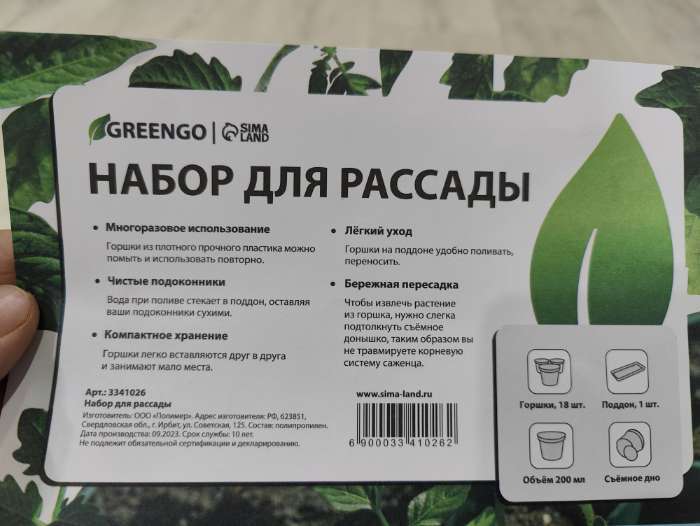 GREENGO | SIMA LAND
НАБОР ДЛЯ РАССАДЫ
• Многоразовое использование
Горшки из плотного прочного пластика можно
помыть и использовать повторно.
• Чистые подоконники
Вода при поливе стекает в поддон, оставляя
ваши подоконники сухими.
• Компактное хранение
Горшки легко вставляются друг в друга
и занимают мало места.
• Лёгкий уход
Горшки на поддоне удобно поливать,
переносить.
• Бережная пересадка
Чтобы извлечь растение
из горшка, нужно слегка
подтолкнуть съёмное
донышко, таким образом вы
не травмируете корневую
систему саженца.
Арт.: 3341026
Набор для рассады
Изготовитель: ООО «Полимер». Адрес изготовителя: РФ, 623851,
Свердловская обл., г. Ирбит, ул. Советская, 125. Состав: полипропилен.
Дата производства: 09.2023. Срок службы: 10 лет.
Не подлежит обязательной сертификации и декларированию.
www.sima-land.ru
6 900033 410262
Горшки, 18 шт.
Поддон, 1 шт.
Объём 200 мл
Съёмное дно